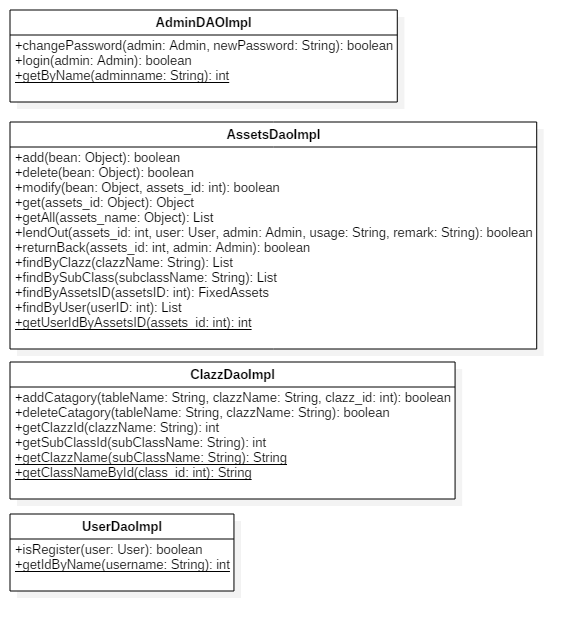 AdminDAOImpl
+changePassword(admin: Admin, newPassword: String): boolean
+login(admin: Admin): boolean
+getByName(adminname: String): int
AssetsDaoImpl
+add(bean: Object): boolean
+delete(bean: Object): boolean
+modify(bean: Object, assets_id: int): boolean
+get(assets_id: Object): Object
+getAll(assets_name: Object): List
+lendOut(assets_id: int, user: User, admin: Admin, usage: String, remark: String): boolean
+returnBack(assets_id: int, admin: Admin): boolean
+findByClazz(clazzName: String): List
+findBySubClass(subclassName: String): List
+findByAssetsID(assetsID: int): FixedAssets
+findByUser(userID: int): List
+getUserIdByAssetsID(assets_id: int): int
ClazzDaoImpl
+addCatagory(tableName: String, clazzName: String, clazz_id: int): boolean
+deleteCatagory(tableName: String, clazzName: String): boolean
+getClazzId(clazzName: String): int
+getSubClassId(subClassName: String): int
+getClazzName(subClassName: String): String
+getClassNameById(class_id: int): String
UserDaoImpl
+isRegister(user: User): boolean
+getIdByName(username: String): int